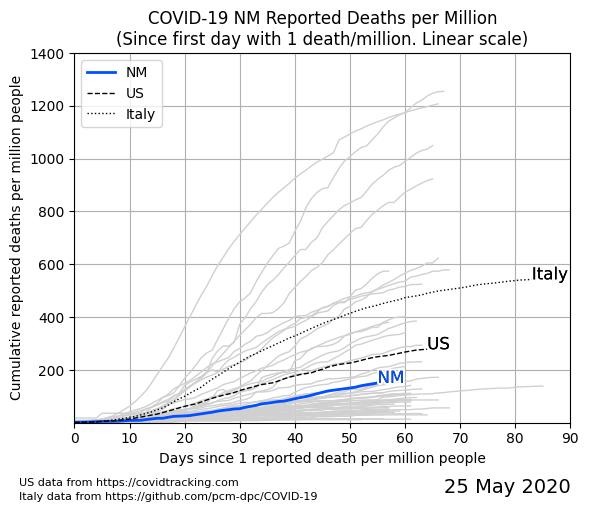 COVID-19 NM Reported Deaths per Million
(Since first day with 1 death/million. Linear scale)
Cumulative reported deaths per million people
1400
1200
1000
800
600
400
200
NM
US
Italy
Italy
US
NM
0 10 20 30 40 50 60 70 80 90
Days since 1 reported death per million people
US data from https://covidtracking.com
Italy data from https://github.com/pcm-dpc/COVID-19
25 May 2020